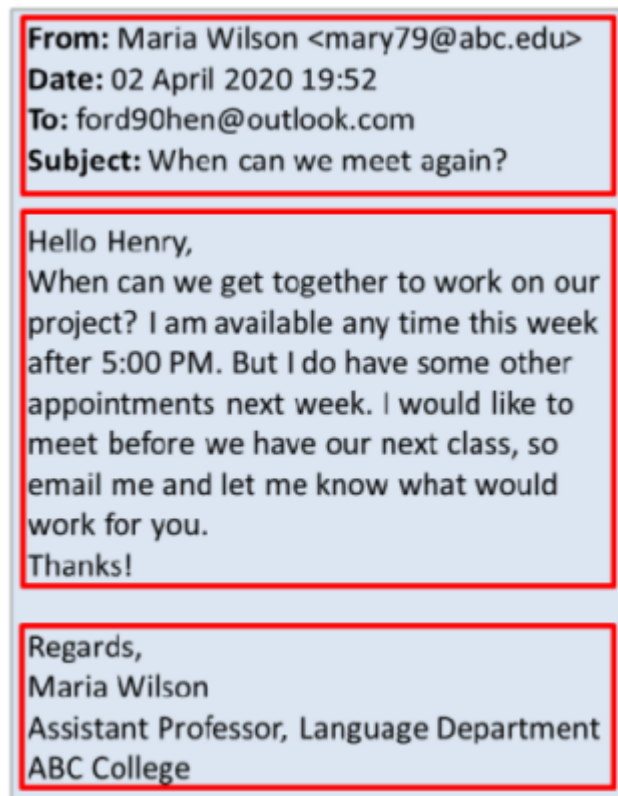 From: Maria Wilson <mary79@abc.edu>
Date: 02 April 2020 19:52
To: ford90hen@outlook.com
Subject: When can we meet again?
Hello Henry,
When can we get together to work on our
project? I am available any time this week
after 5:00 PM. But I do have some other
appointments next week. I would like to
meet before we have our next class, so
email me and let me know what would
work for you.
Thanks!
Regards,
Maria Wilson
Assistant Professor, Language Department
ABC College